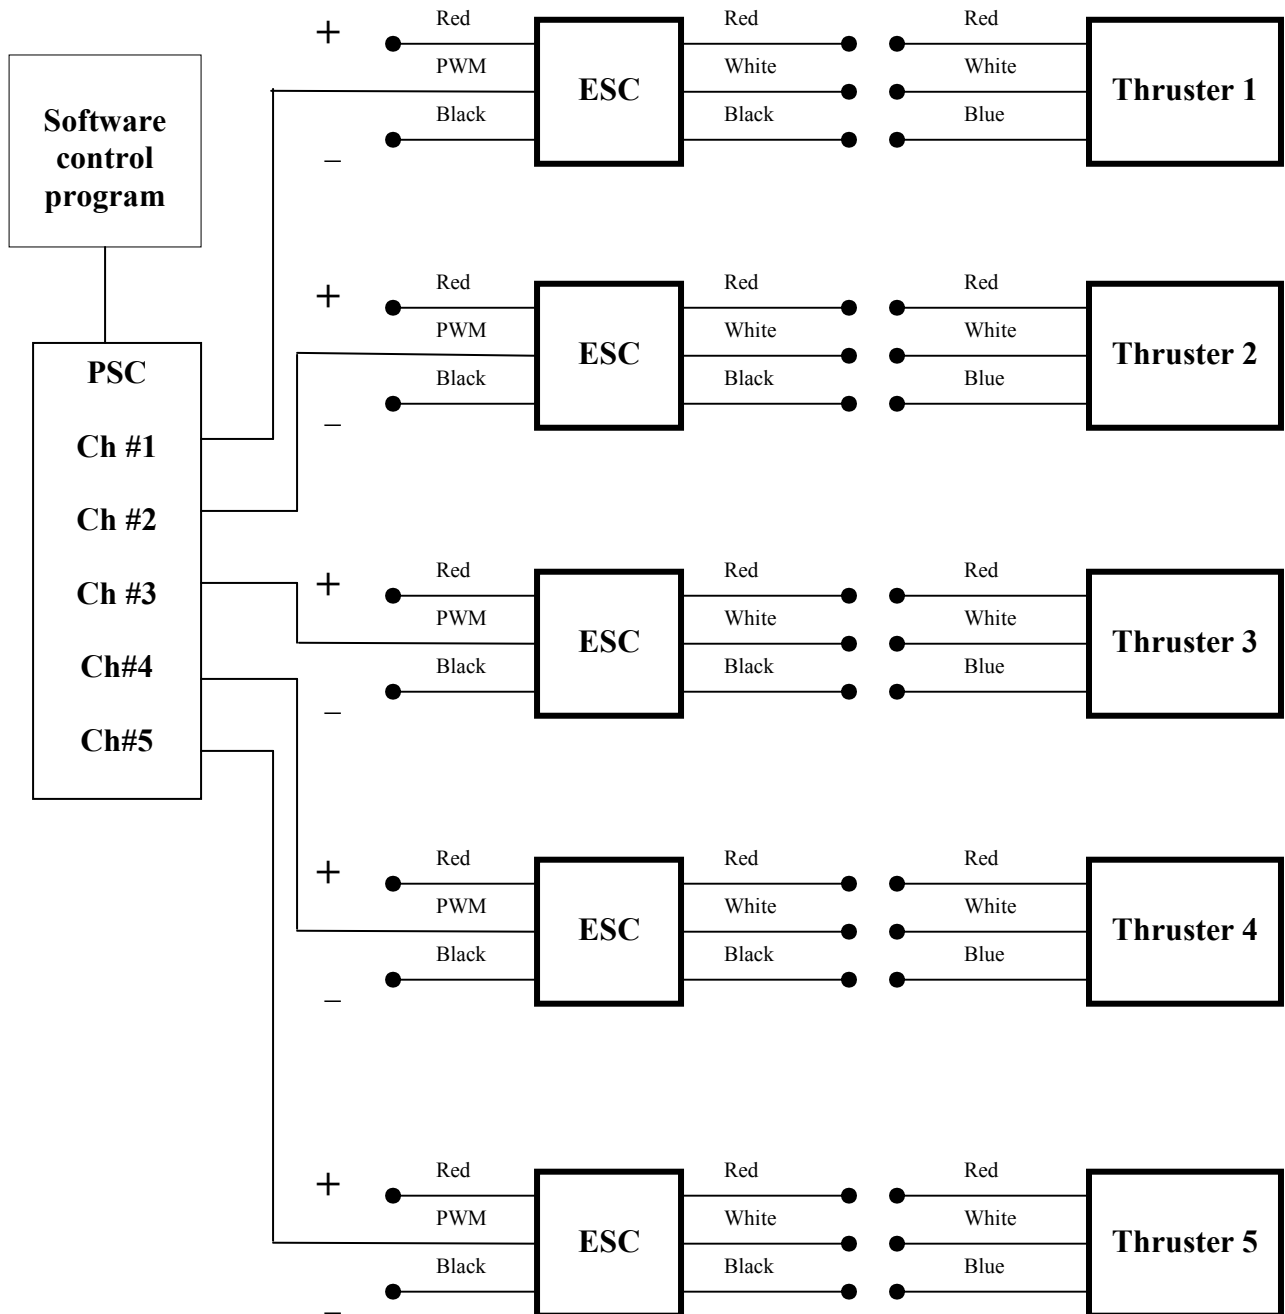 Software
control
program
PSC
Ch #1
Ch #2
Ch #3
Ch#4
Ch#5
+
Red
PWM
Black
–
ESC
Red
White
Black
Red
White
Blue
Thruster 1
+
Red
PWM
Black
–
ESC
Red
White
Black
Red
White
Blue
Thruster 2
+
Red
PWM
Black
–
ESC
Red
White
Black
Red
White
Blue
Thruster 3
+
Red
PWM
Black
–
ESC
Red
White
Black
Red
White
Blue
Thruster 4
+
Red
PWM
Black
–
ESC
Red
White
Black
Red
White
Blue
Thruster 5